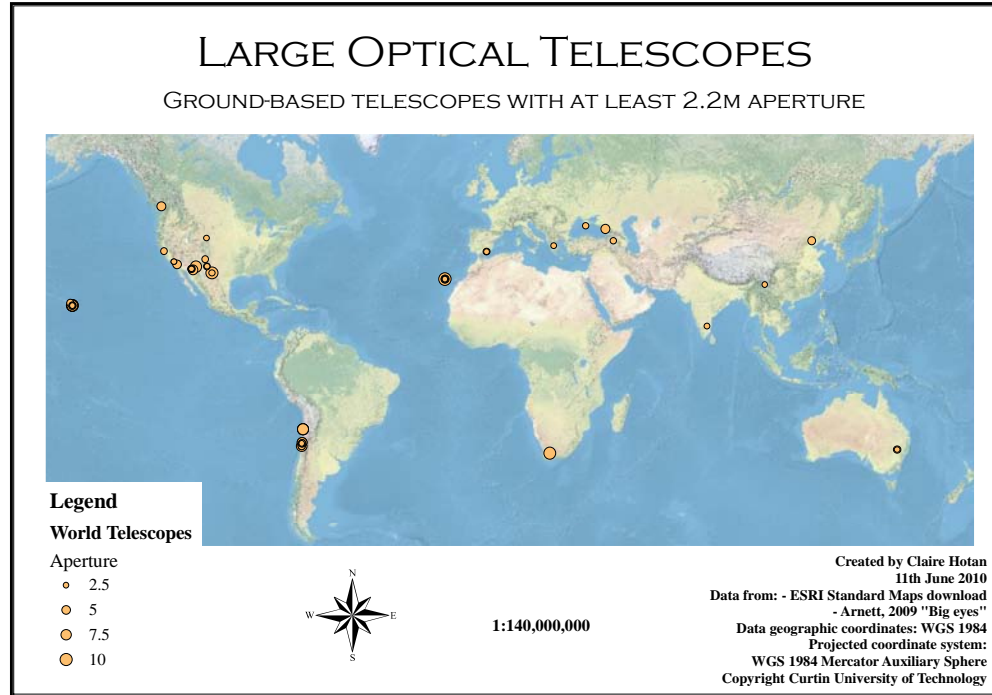 LARGE OPTICAL TELESCOPES
GROUND-BASED TELESCOPES WITH AT LEAST 2.2M APERTURE
Legend
World Telescopes
Aperture
2.5
5
7.5
10
N
W E
S
1:140,000,000
Created by Claire Hotan
11th June 2010
Data from: - ESRI Standard Maps download
- Arnett, 2009 "Big eyes"
Data geographic coordinates: WGS 1984
Projected coordinate system:
WGS 1984 Mercator Auxiliary Sphere
Copyright Curtin University of Technology